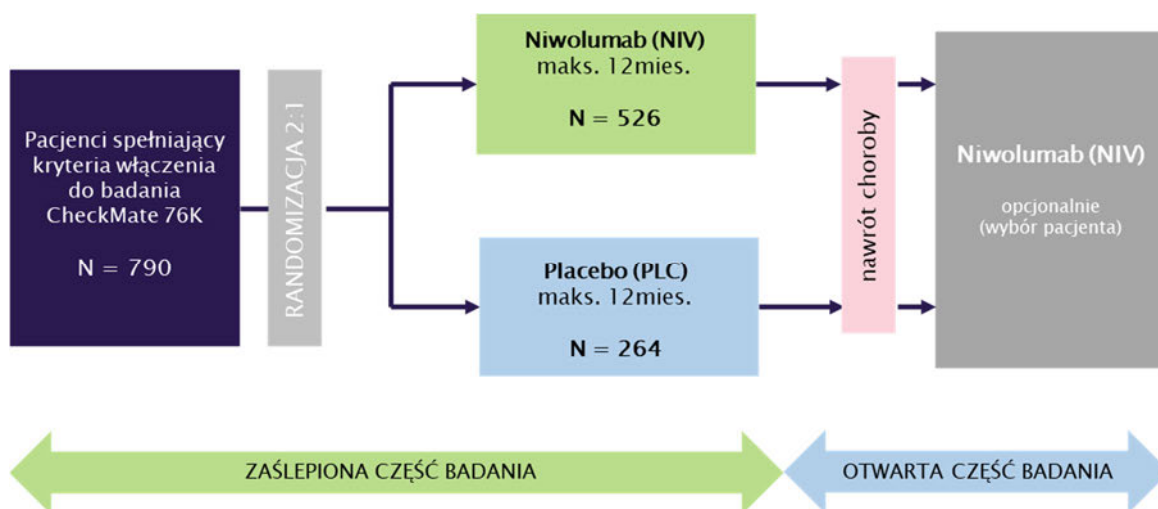 Pacjenci spełniający
kryteria włączenia
do badania
CheckMate 76K
N = 790
RANDOMIZACJA 2:1
Niwolumab (NIV)
maks. 12mies.
N = 526
Placebo (PLC)
maks. 12mies.
N = 264
nawrót choroby
Niwolumab (NIV)
opcjonalnie
(wybór pacjenta)
ZAŚLEPIONA CZĘŚĆ BADANIA
OTWARTA CZĘŚĆ BADANIA